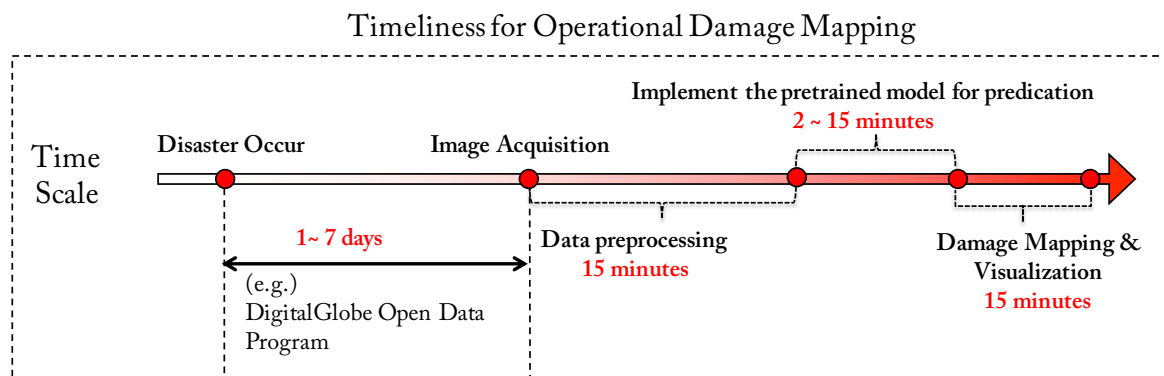 Timeliness for Operational Damage Mapping
Implement the pretrained model for predication
2 ~ 15 minutes
Disaster Occur
Image Acquisition
Time
Scale
1~ 7 days
(e.g.)
DigitalGlobe Open Data
Program
Data preprocessing
15 minutes
Damage Mapping &
Visualization
15 minutes